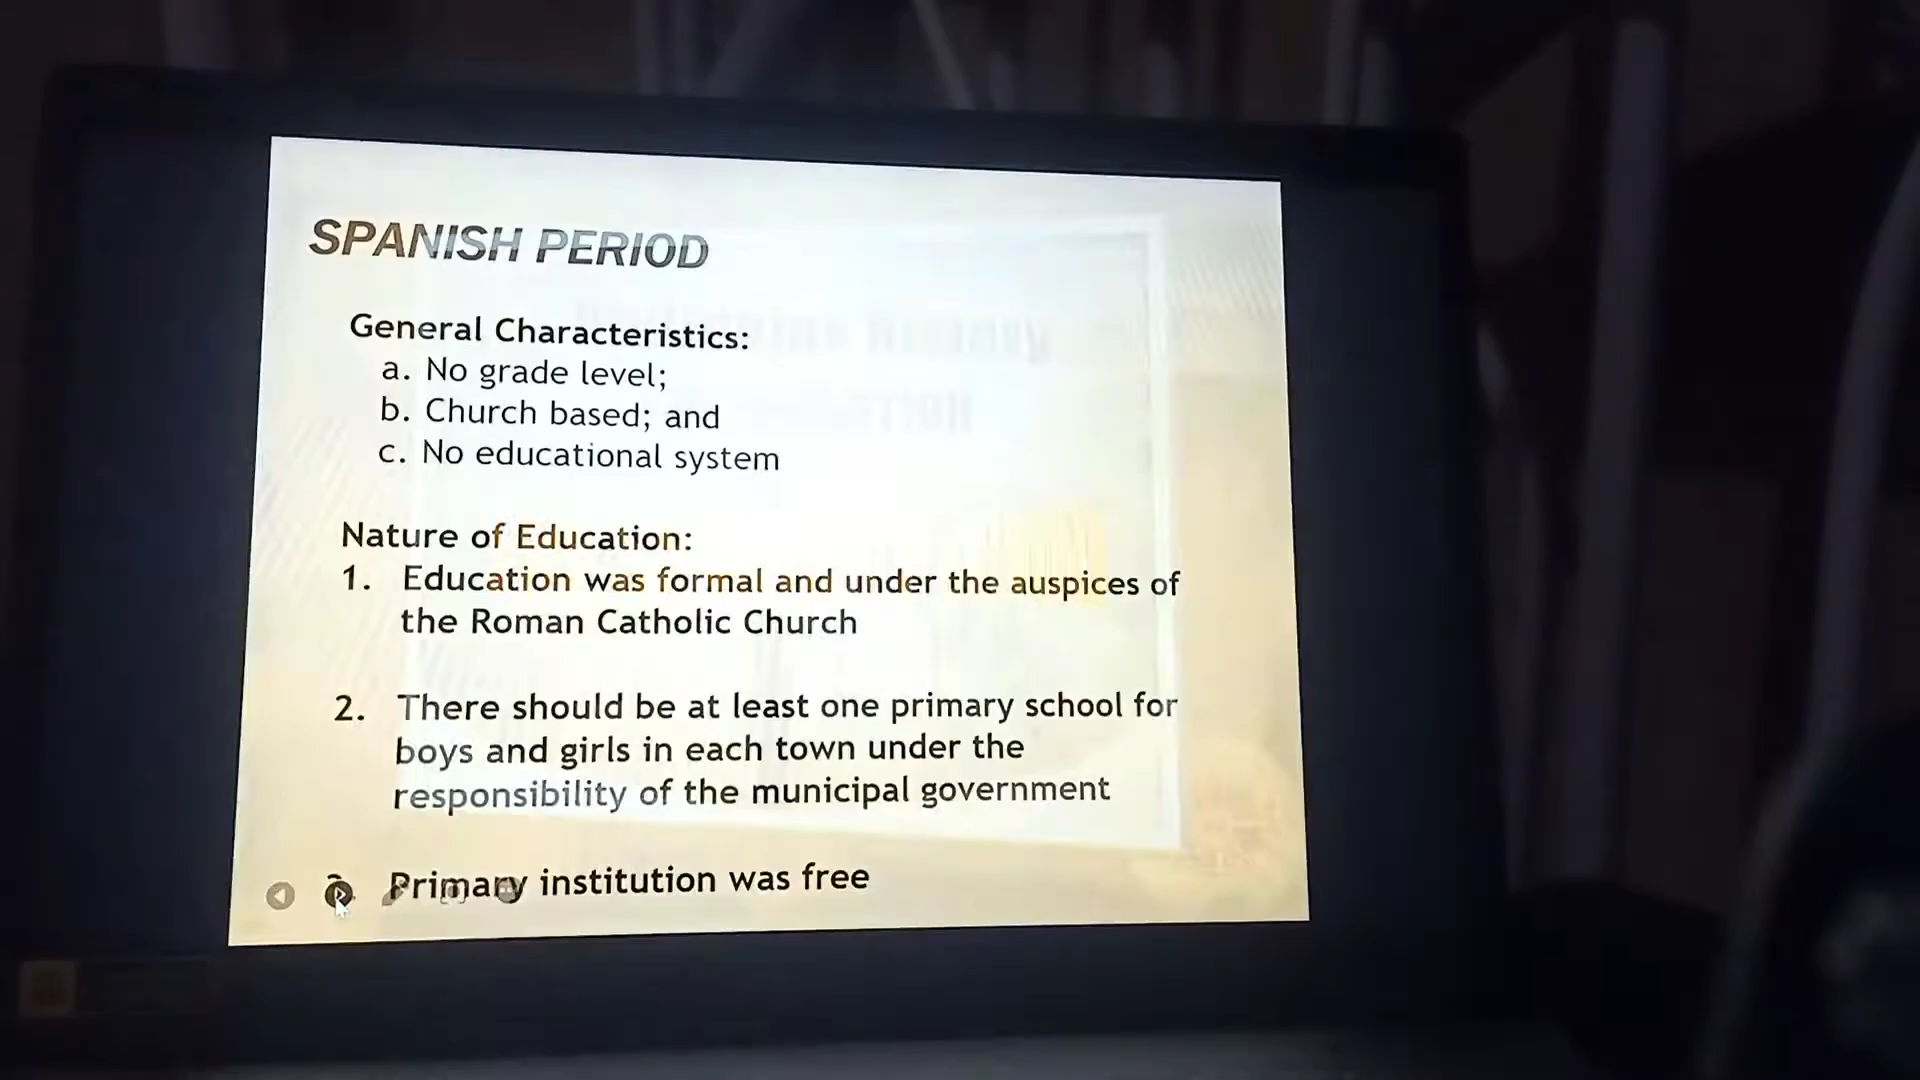 SPANISH PERIOD
General Characteristics:
a. No grade level;
b. Church based; and
c. No educational system
Nature of Education:
1. Education was formal and under the auspices of
the Roman Catholic Church
2. There should be at least one primary school for
boys and girls in each town under the
responsibility of the municipal government
Primary institution was free